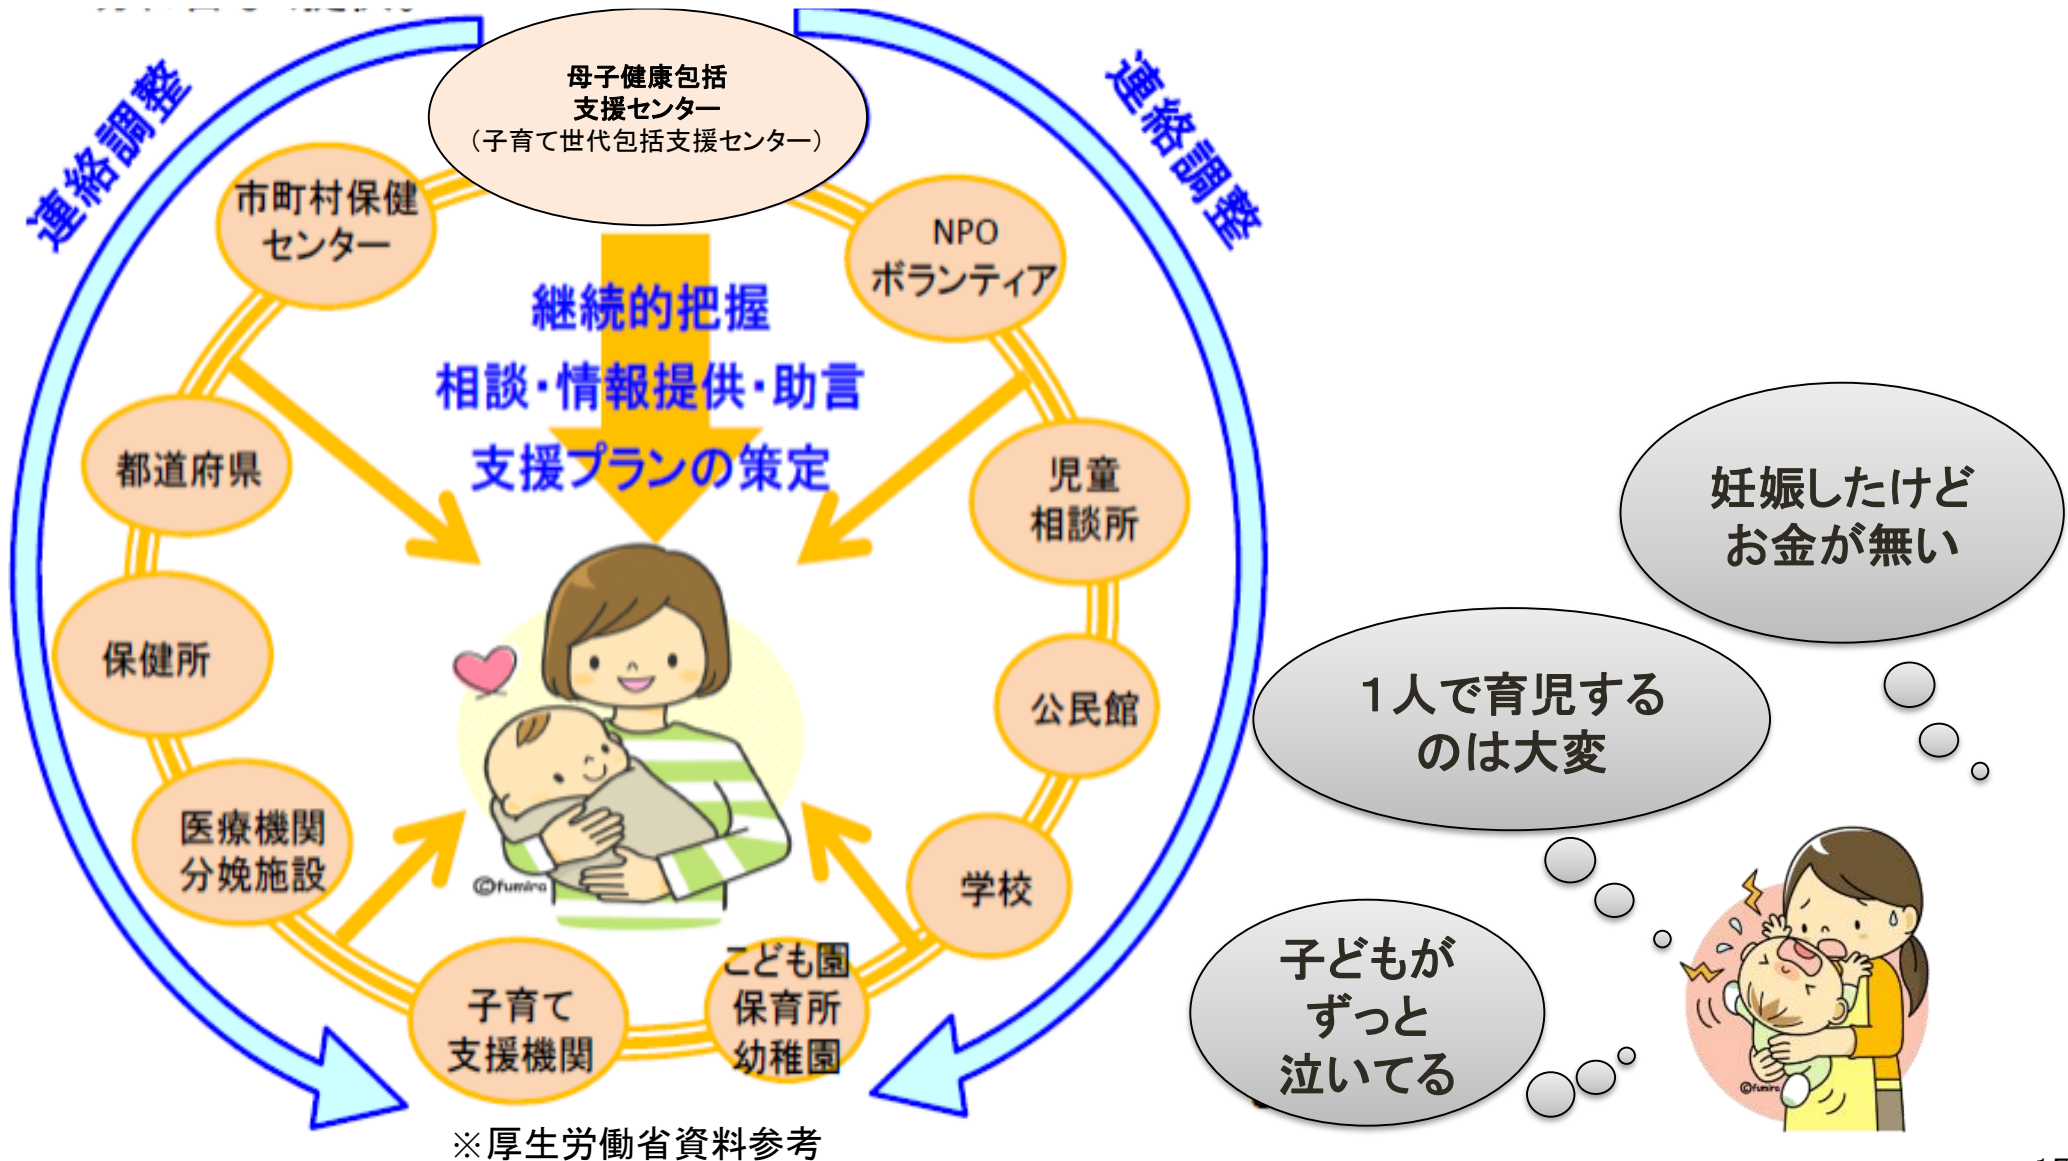 母子健康包括
支援センター
（子育て世代包括支援センター）
連絡調整
連絡調整
市町村保健
センター
NPO
ボランティア
継続的把握
相談・情報提供・助言
支援プランの策定
都道府県
児童
相談所
保健所
公民館
医療機関
分娩施設
学校
子育て
支援機関
こども園
保育所
幼稚園
©fumira
※厚生労働省資料参考
妊娠したけど
お金が無い
１人で育児する
のは大変
子どもが
ずっと
泣いてる
©fumira